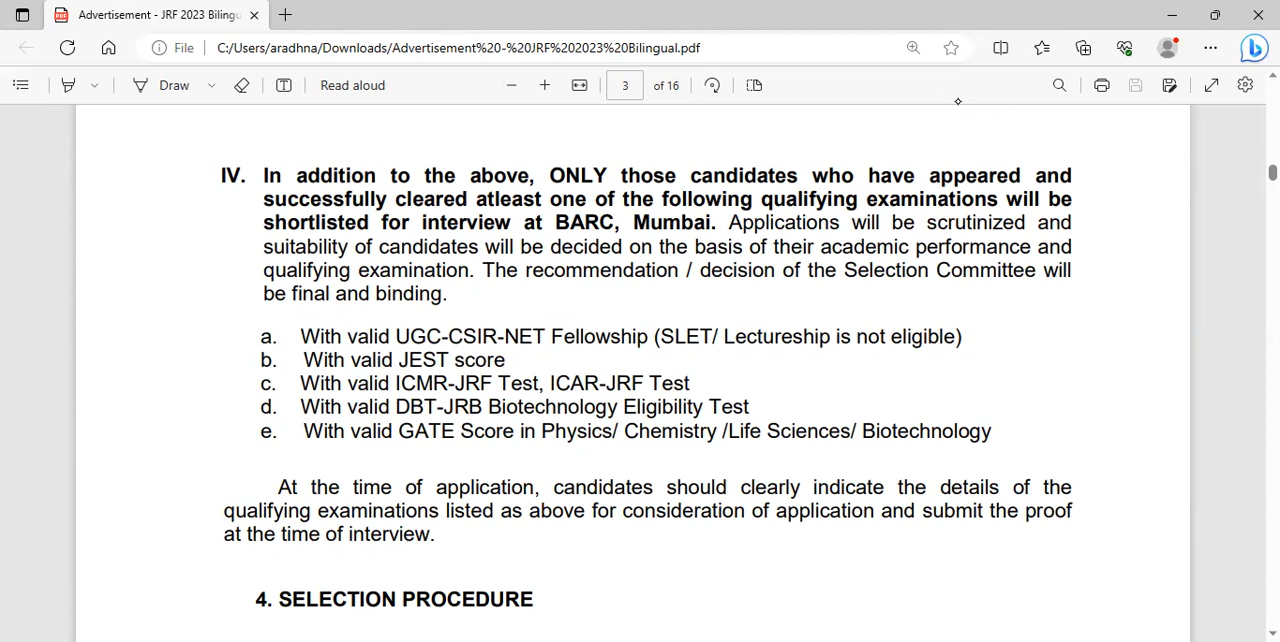 Advertisement - JRF 2023 Bilingu
File C:/Users/aradhna/Downloads/Advertisement%20-%20JRF%202023%20Bilingual.pdf
Draw Read aloud 3 of 16
IV. In addition to the above, ONLY those candidates who have appeared and
successfully cleared atleast one of the following qualifying examinations will be
shortlisted for interview at BARC, Mumbai. Applications will be scrutinized and
suitability of candidates will be decided on the basis of their academic performance and
qualifying examination. The recommendation / decision of the Selection Committee will
be final and binding.
a. With valid UGC-CSIR-NET Fellowship (SLET/ Lectureship is not eligible)
b. With valid JEST score
c. With valid ICMR-JRF Test, ICAR-JRF Test
d. With valid DBT-JRB Biotechnology Eligibility Test
e. With valid GATE Score in Physics/ Chemistry /Life Sciences/ Biotechnology
At the time of application, candidates should clearly indicate the details of the
qualifying examinations listed as above for consideration of application and submit the proof
at the time of interview.
4. SELECTION PROCEDURE